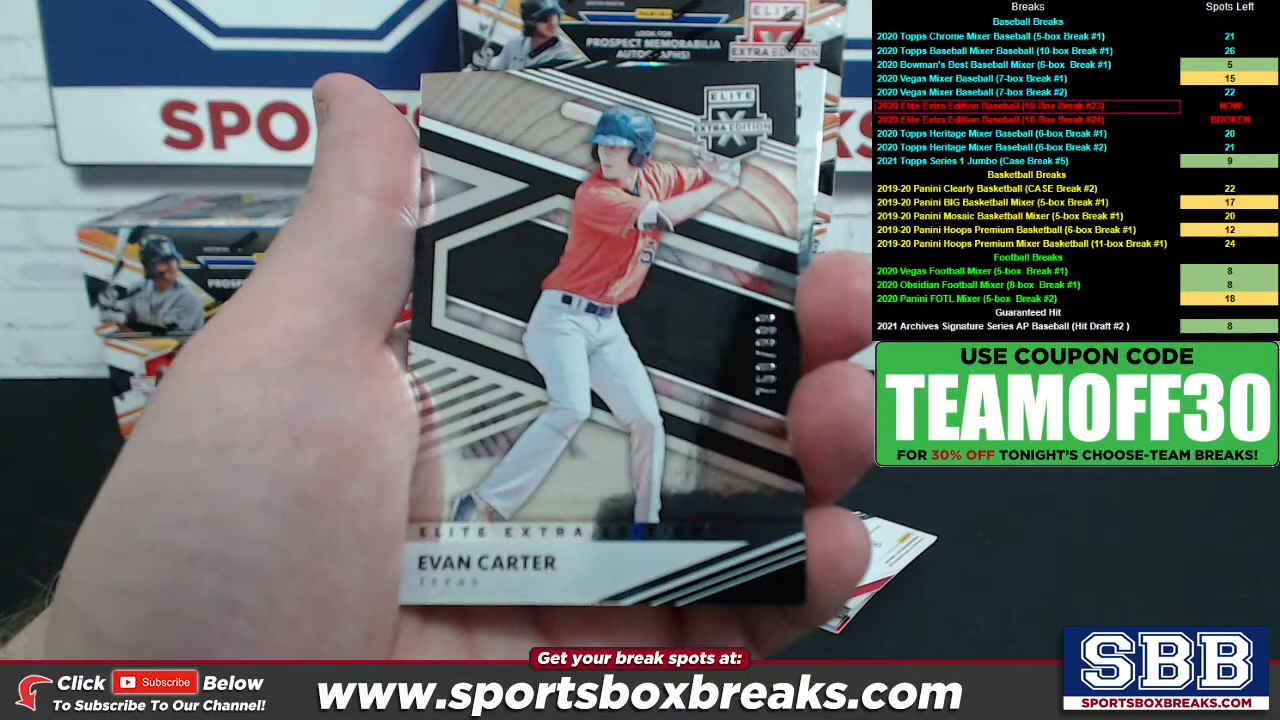 LOOK FOR
PROSPECT MEMORABILIA
AUTOGRAPHS!
ELITE
EXTRA EDITION
ELITE
EXTRA EDITION
ELITE EXTRA
EVAN CARTER
TEXAS
Breaks Spots Left
Baseball Breaks
2020 Topps Chrome Mixer Baseball (5-box Break #1) 21
2020 Topps Baseball Mixer Baseball (10-box Break #1) 26
2020 Bowman's Best Baseball Mixer (6-box Break #1) 5
2020 Vegas Mixer Baseball (7-box Break #1) 15
2020 Vegas Mixer Baseball (7-box Break #2) 22
2020 Elite Extra Edition Baseball (10-Box Break #23) NOW
2020 Elite Extra Edition Baseball (10-Box Break #24) BROKEN
2020 Topps Heritage Mixer Baseball (6-box Break #1) 20
2020 Topps Heritage Mixer Baseball (6-box Break #2) 21
2021 Topps Series 1 Jumbo (Case Break #5) 9
Basketball Breaks
2019-20 Panini Clearly Basketball (CASE Break #2) 22
2019-20 Panini BIG Basketball Mixer (5-box Break #1) 17
2019-20 Panini Mosaic Basketball Mixer (5-box Break #1) 20
2019-20 Panini Hoops Premium Basketball (6-box Break #1) 12
2019-20 Panini Hoops Premium Mixer Basketball (11-box Break #1) 24
Football Breaks
2020 Vegas Football Mixer (5-box Break #1) 8
2020 Obsidian Football Mixer (8-box Break #1) 8
2020 Panini FOTL Mixer (5-box Break #2) 18
Guaranteed Hit
2021 Archives Signature Series AP Baseball (Hit Draft #2 ) 8
USE COUPON CODE
TEAMOFF30
FOR 30% OFF TONIGHT'S CHOOSE-TEAM BREAKS!
Get your break spots at:
Click Subscribe Below
To Subscribe To Our Channel!
www.sportsboxbreaks.com
SBB
SPORTSBOXBREAKS.COM